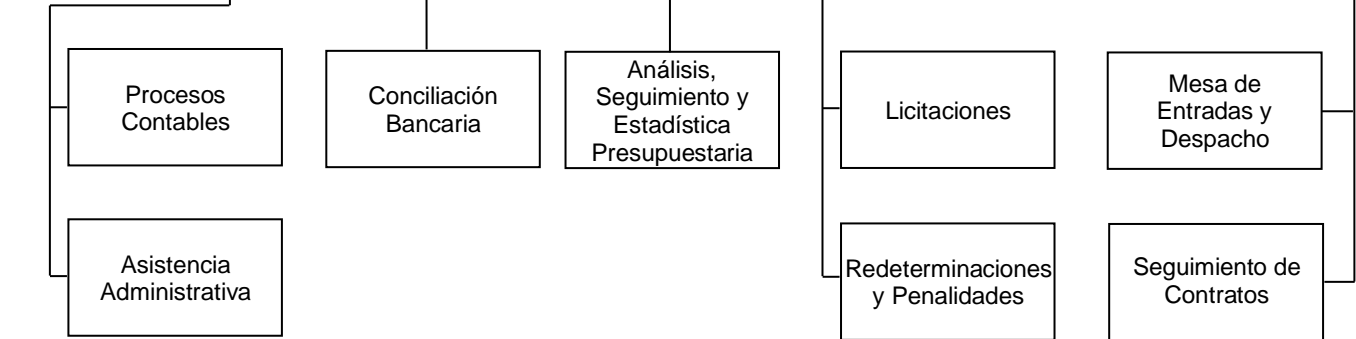 Procesos
Contables
Conciliación
Bancaria
Análisis,
Seguimiento y
Estadística
Presupuestaria
Licitaciones
Mesa de
Entradas y
Despacho
Asistencia
Administrativa
Redeterminaciones
y Penalidades
Seguimiento de
Contratos